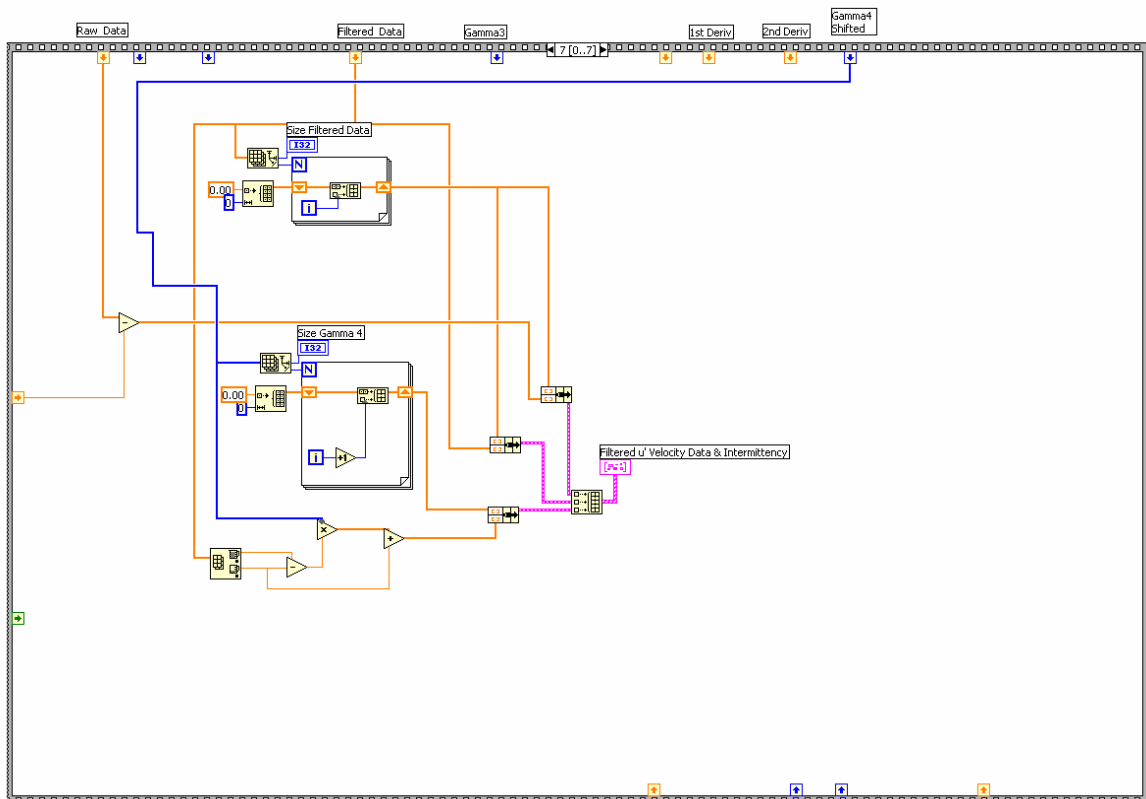 Raw Data
Filtered Data
Gamma3
1st Deriv
2nd Deriv
Gamma4
Shifted
7 [0..7]
Size Filtered Data
I32
N
0.00
0
i
Size Gamma 4
I32
N
0.00
0
i
+1
Filtered u' Velocity Data & Intermittency